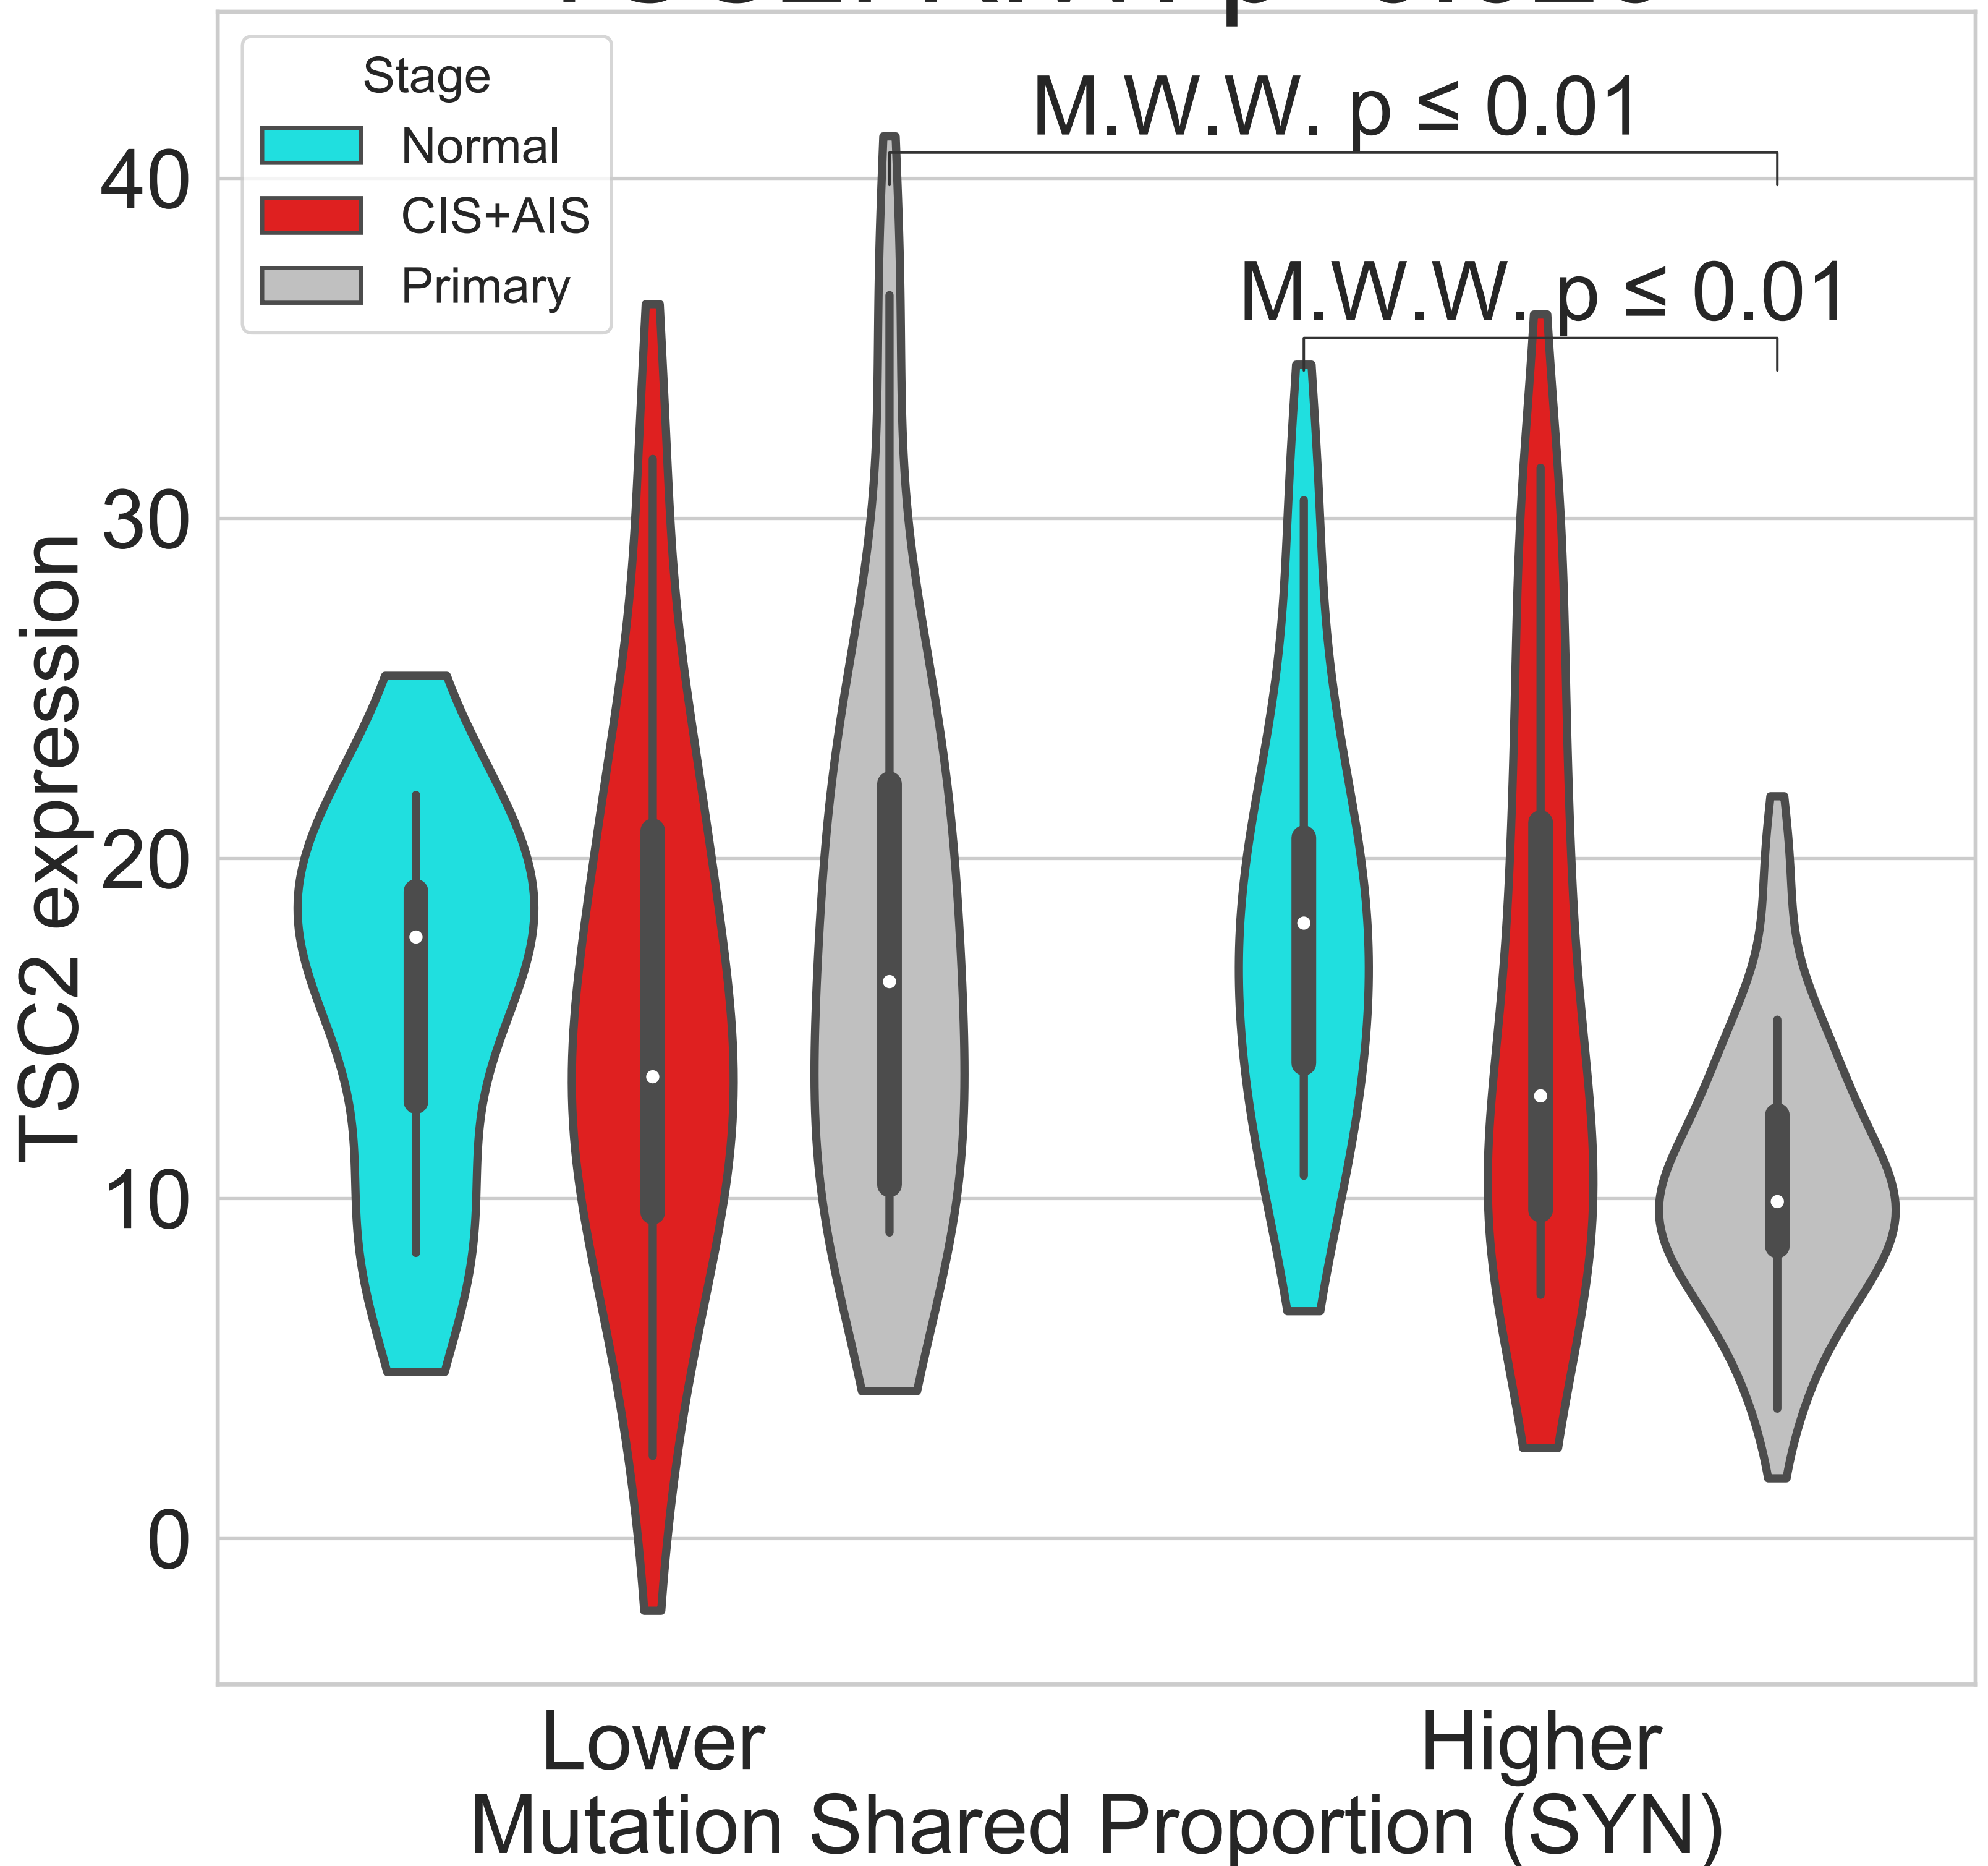 Stage
Normal
CIS+AIS
Primary
M.W.W. p ≤ 0.01
M.W.W. p ≤ 0.01
40
30
20
10
0
TSC2 expression
Lower
Higher
Mutation Shared Proportion (SYN)